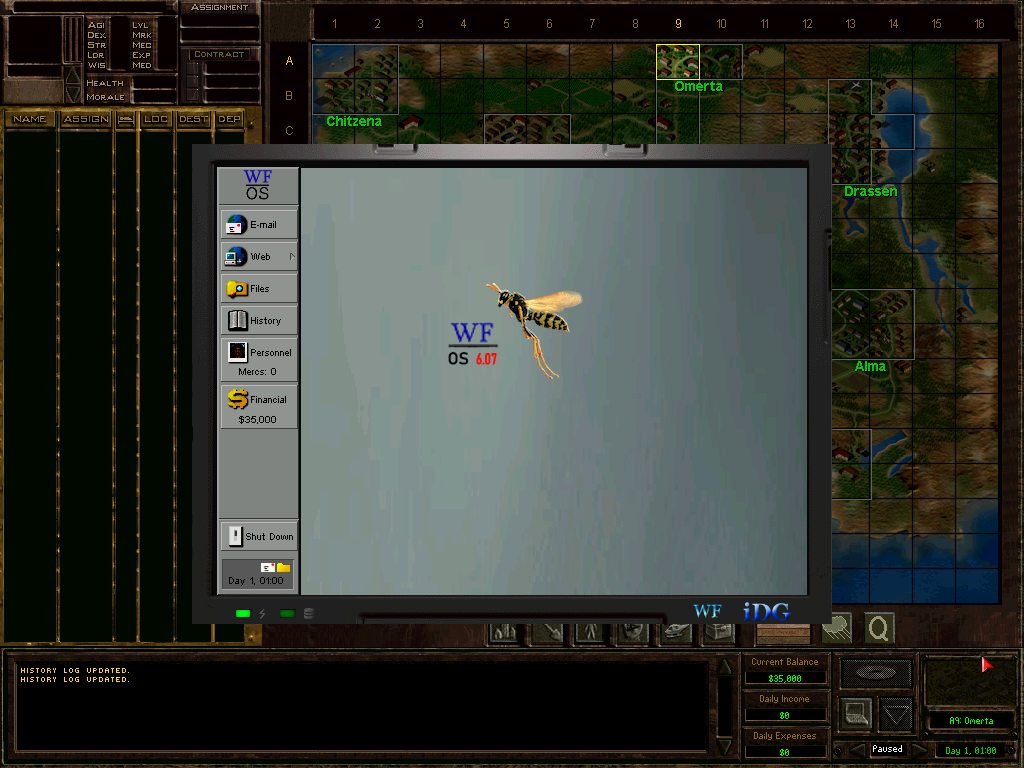 ASSIGNMENT
AGI LVL
DEX MRK
STR MEC
LDR EXP
WIS MED
HEALTH
MORALE
CONTRACT
NAME ASSIGN LOC DEST DEP
1 2 3 4 5 6 7 8 9 10 11 12 13 14 15 16
A
B
C
Omerta
Chitzena
Drassen
Alma
WF
OS
E-mail
Web
Files
History
Personnel
Mercs: 0
Financial
$35,000
Shut Down
Day 1, 01:00
WF
OS 6.07
WF iDG
Q
HISTORY LOG UPDATED.
HISTORY LOG UPDATED.
Current Balance
$35,000
Daily Income
$0
Daily Expenses
$0
A9: Omerta
Paused
Day 1, 01:00